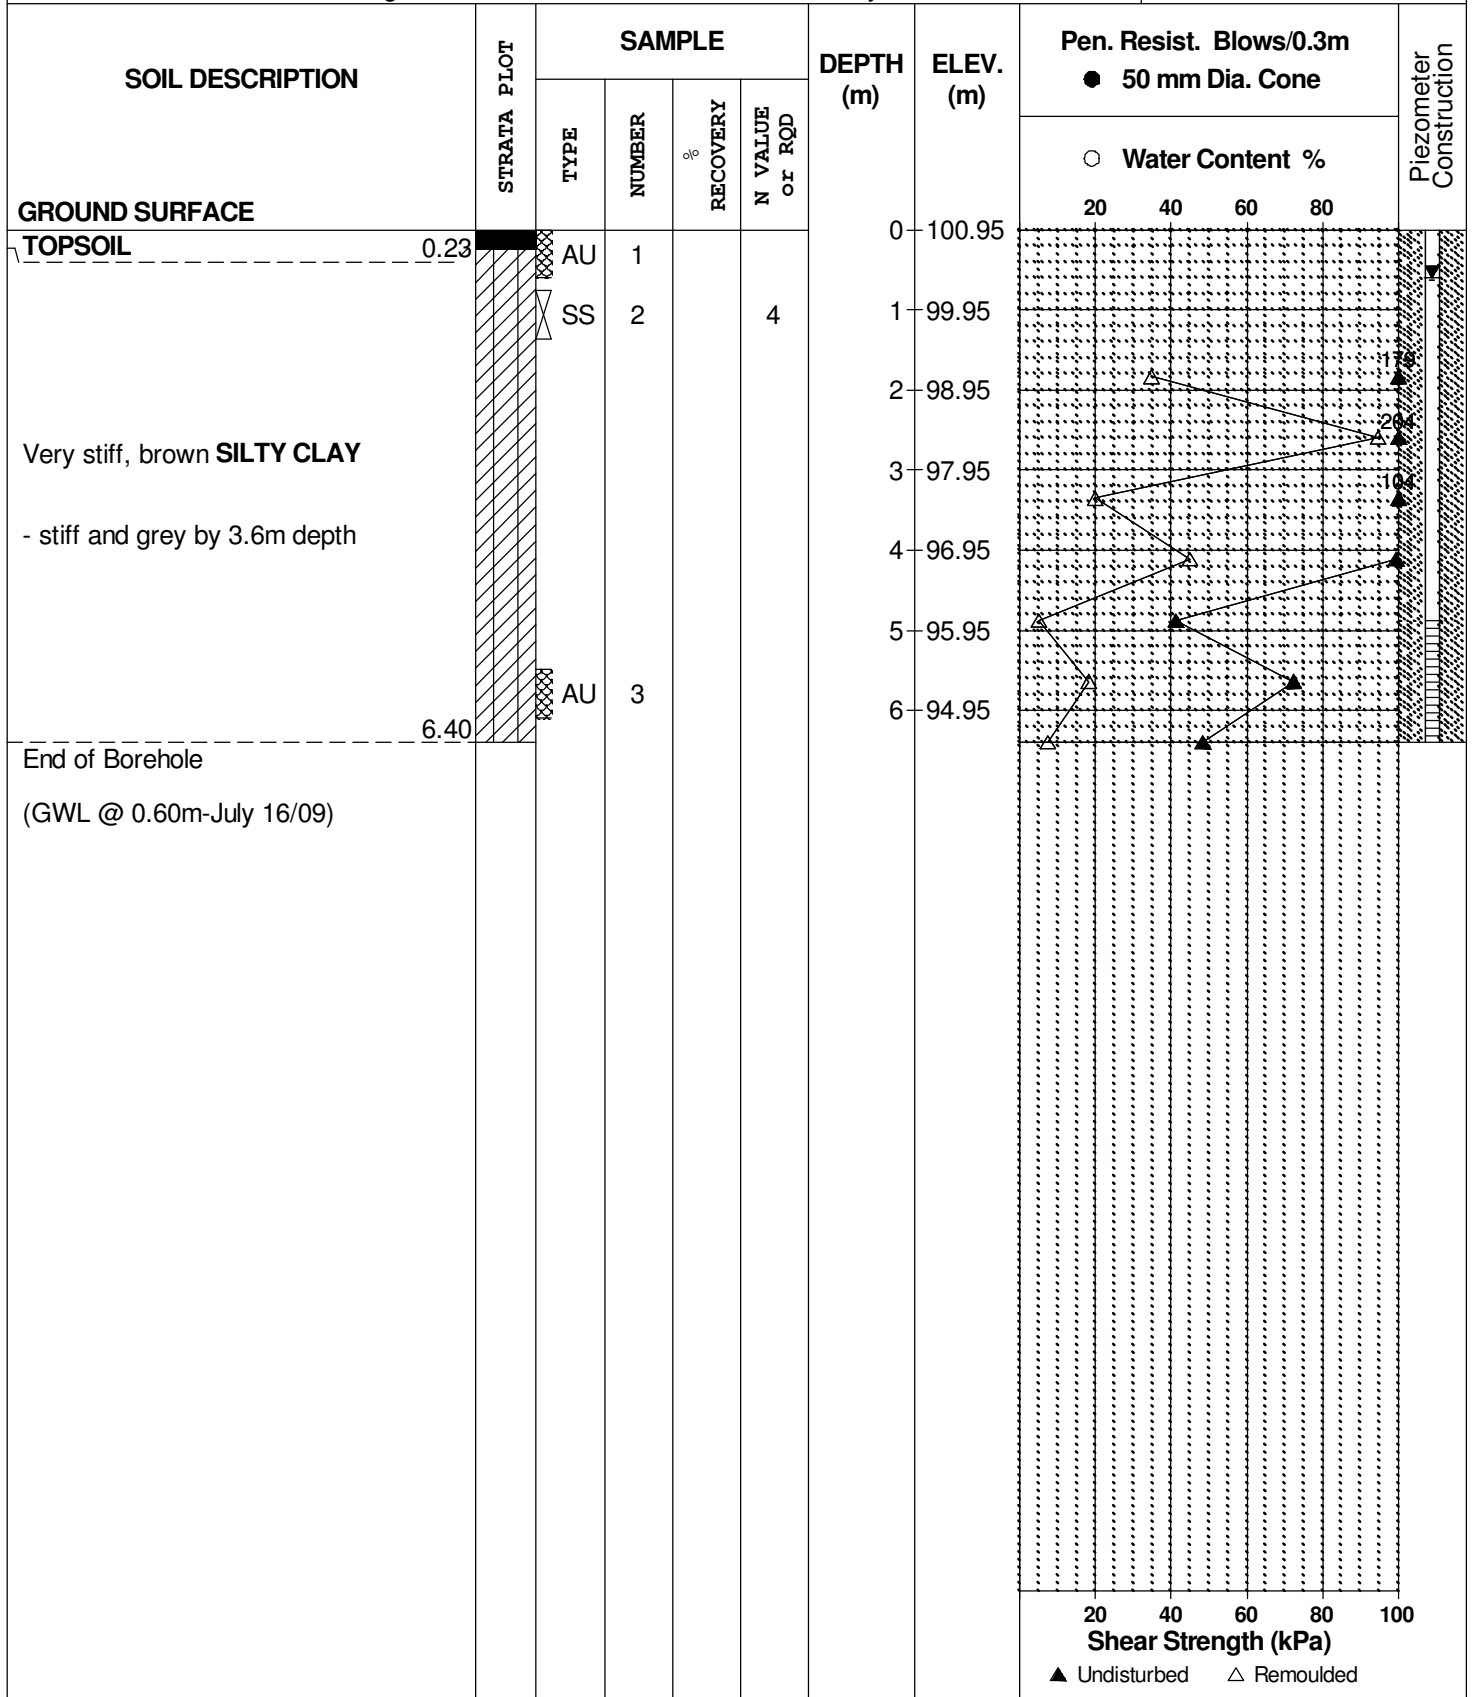 SOIL DESCRIPTION
GROUND SURFACE
STRATA PLOT
SAMPLE
TYPE
NUMBER
% RECOVERY
N VALUE or RQD
DEPTH (m)
ELEV. (m)
Pen. Resist. Blows/0.3m
● 50 mm Dia. Cone
○ Water Content %
20 40 60 80
Piezometer Construction
TOPSOIL 0.23
AU 1
0 100.95
SS 2 4
1 99.95
2 98.95
Very stiff, brown SILTY CLAY
3 97.95
104
- stiff and grey by 3.6m depth
4 96.95
5 95.95
AU 3
6 94.95
6.40
End of Borehole
(GWL @ 0.60m-July 16/09)
20 40 60 80 100
Shear Strength (kPa)
▲ Undisturbed △ Remoulded